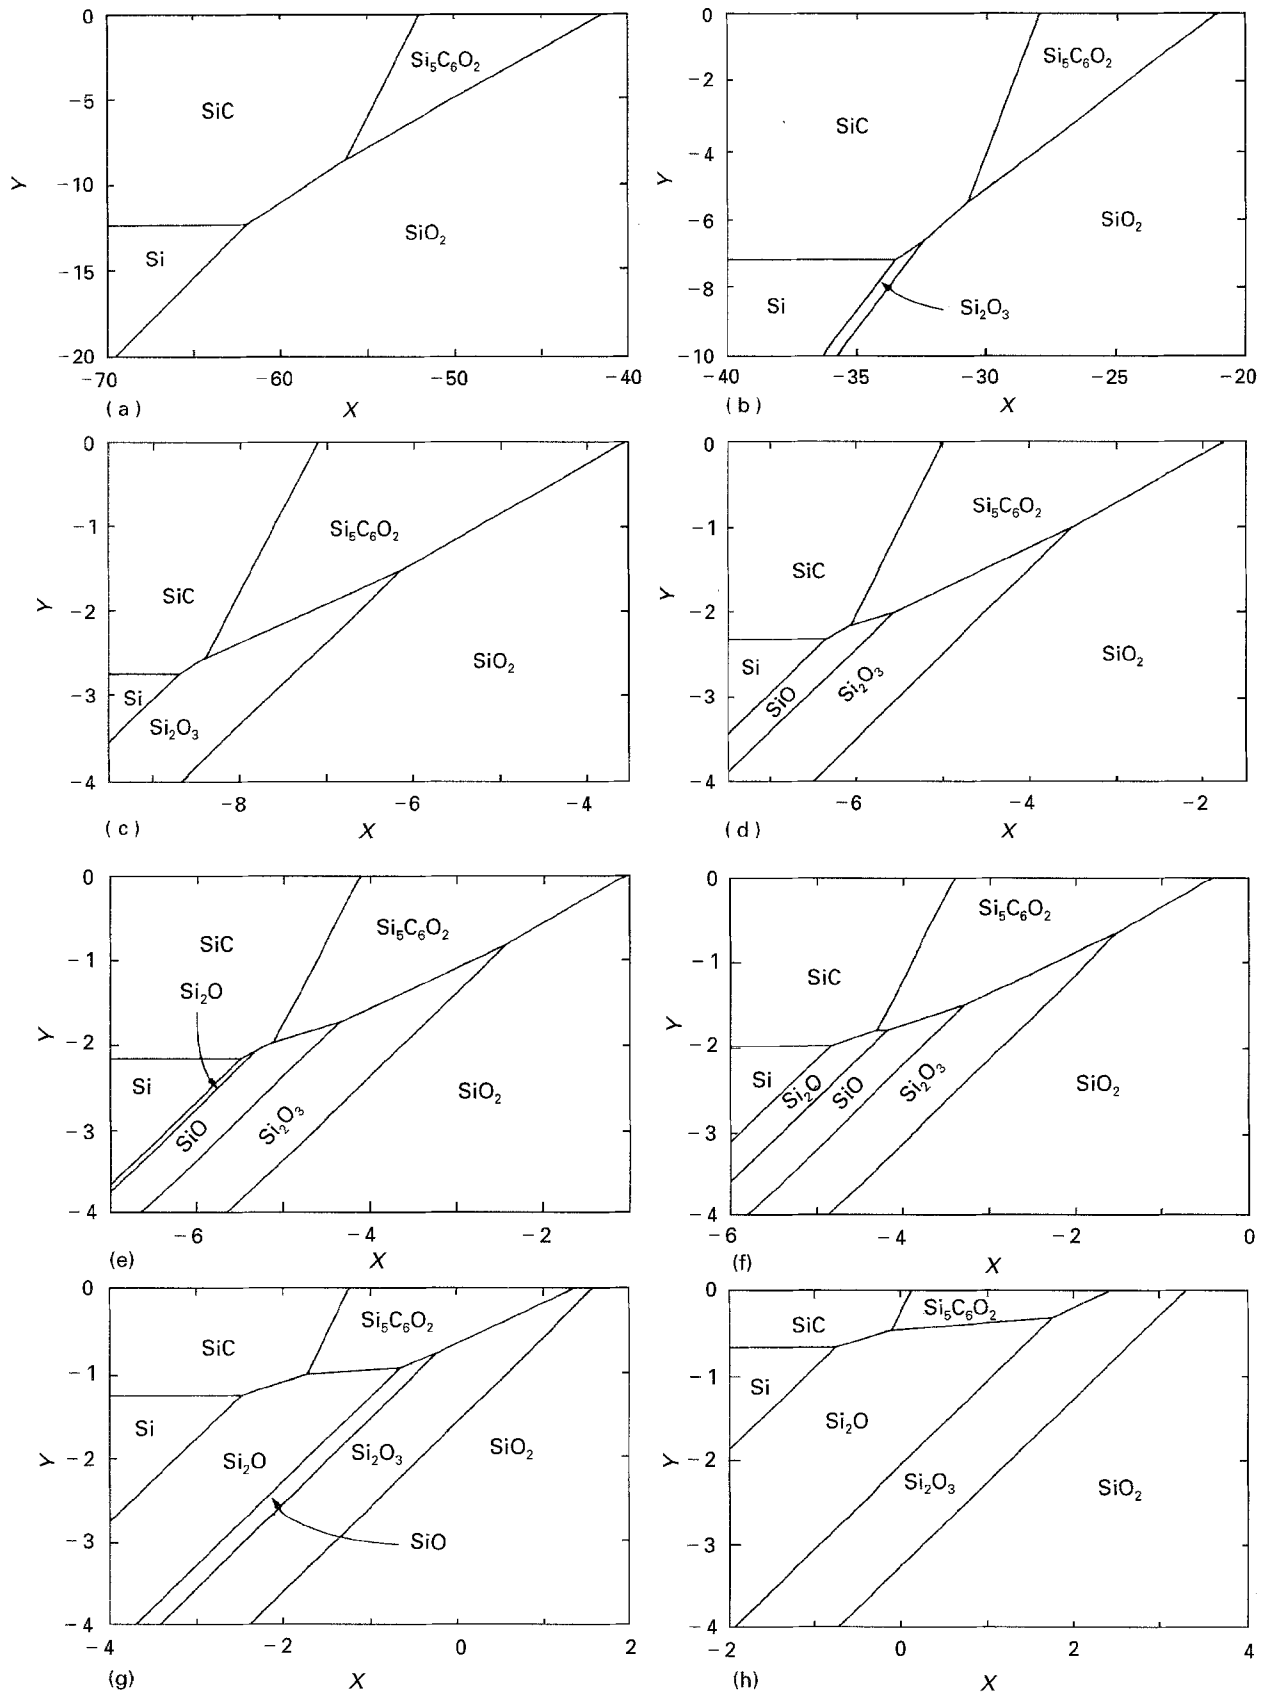 0
-5
-10
-15
-20
Y
SiC
Si₅C₆O₂
SiO₂
Si
-70
-60
-50
-40
(a)
X
0
-2
-4
-6
-8
-10
Y
SiC
Si₅C₆O₂
SiO₂
Si
Si₂O₃
-40
-35
-30
-25
-20
(b)
X
0
-1
-2
-3
-4
Y
Si₅C₆O₂
SiC
SiO₂
Si
Si₂O₃
-8
-6
-4
(c)
X
0
-1
-2
-3
-4
Y
Si₅C₆O₂
SiC
SiO₂
Si
SiO
Si₂O₃
-6
-4
-2
(d)
X
0
-1
-2
-3
-4
Y
Si₅C₆O₂
SiC
Si₂O
Si
SiO
Si₂O₃
SiO₂
-6
-4
-2
(e)
X
0
-1
-2
-3
-4
Y
Si₅C₆O₂
SiC
Si
Si₂O
SiO
Si₂O₃
SiO₂
-6
-4
-2
0
(f)
X
0
-1
-2
-3
-4
Y
Si₅C₆O₂
SiC
Si
Si₂O
Si₂O₃
SiO₂
SiO
-4
-2
0
2
(g)
X
0
-1
-2
-3
-4
Y
Si₅C₆O₂
SiC
Si
Si₂O
Si₂O₃
SiO₂
-2
0
2
4
(h)
X